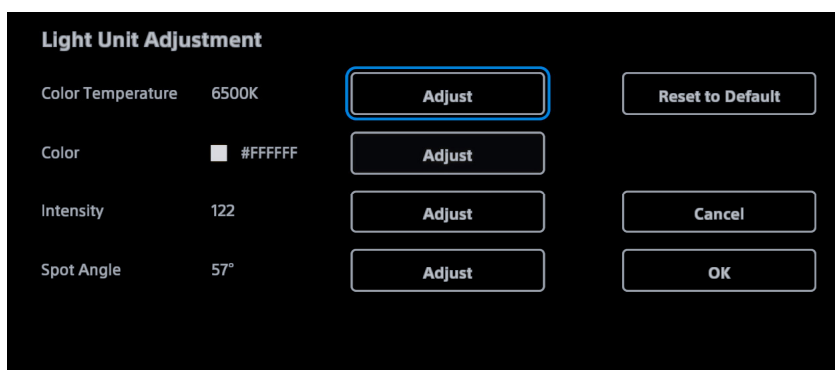 Light Unit Adjustment
Color Temperature 6500K Adjust Reset to Default
Color #FFFFFF Adjust
Intensity 122 Adjust Cancel
Spot Angle 57° Adjust OK